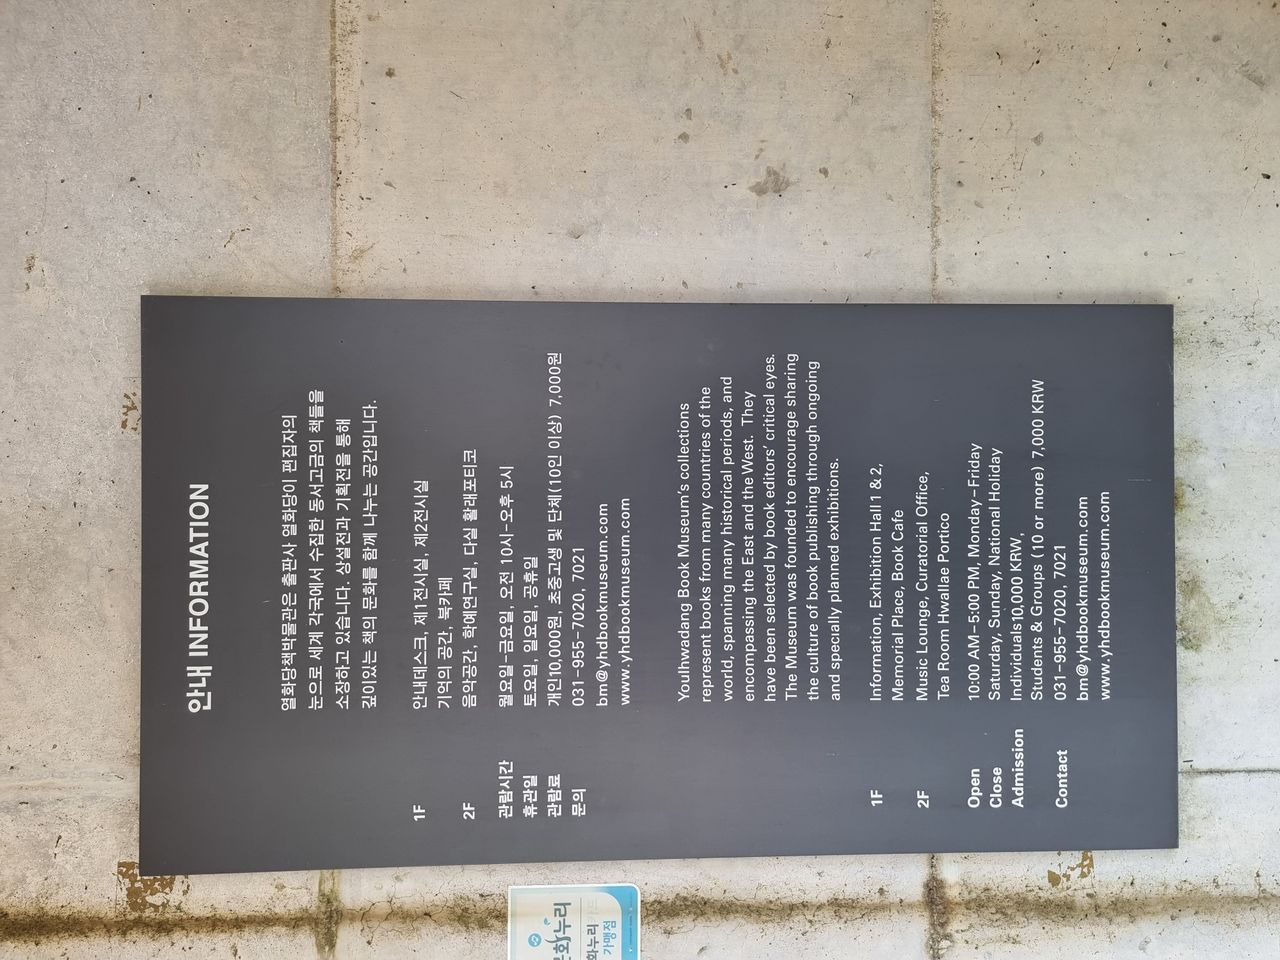 안내 INFORMATION
열화당책박물관은 출판사 열화당이 편집자의
눈으로 세계 각국에서 수집한 동서고금의 책들을
소장하고 있습니다. 상설전과 기획전을 통해
깊이있는 책의 문화를 함께 나누는 공간입니다.
1F 안내데스크, 제1전시실, 제2전시실
기억의 공간, 북카페
2F 음악공간, 학예연구실, 다실 활래포티코
관람시간 월요일-금요일, 오전 10시-오후 5시
휴관일 토요일, 일요일, 공휴일
관람료 개인10,000원, 초중고생 및 단체(10인 이상) 7,000원
문의 031-955-7020, 7021
bm@yhdbookmuseum.com
www.yhdbookmuseum.com
Youlhwadang Book Museum's collections
represent books from many countries of the
world, spanning many historical periods, and
encompassing the East and the West. They
have been selected by book editors' critical eyes.
The Museum was founded to encourage sharing
the culture of book publishing through ongoing
and specially planned exhibitions.
1F Information, Exhibition Hall 1 & 2,
Memorial Place, Book Cafe
2F Music Lounge, Curatorial Office,
Tea Room Hwallae Portico
Open 10:00 AM-5:00 PM, Monday-Friday
Close Saturday, Sunday, National Holiday
Admission Individuals10,000 KRW,
Students & Groups (10 or more) 7,000 KRW
Contact 031-955-7020, 7021
bm@yhdbookmuseum.com
www.yhdbookmuseum.com
가맹점